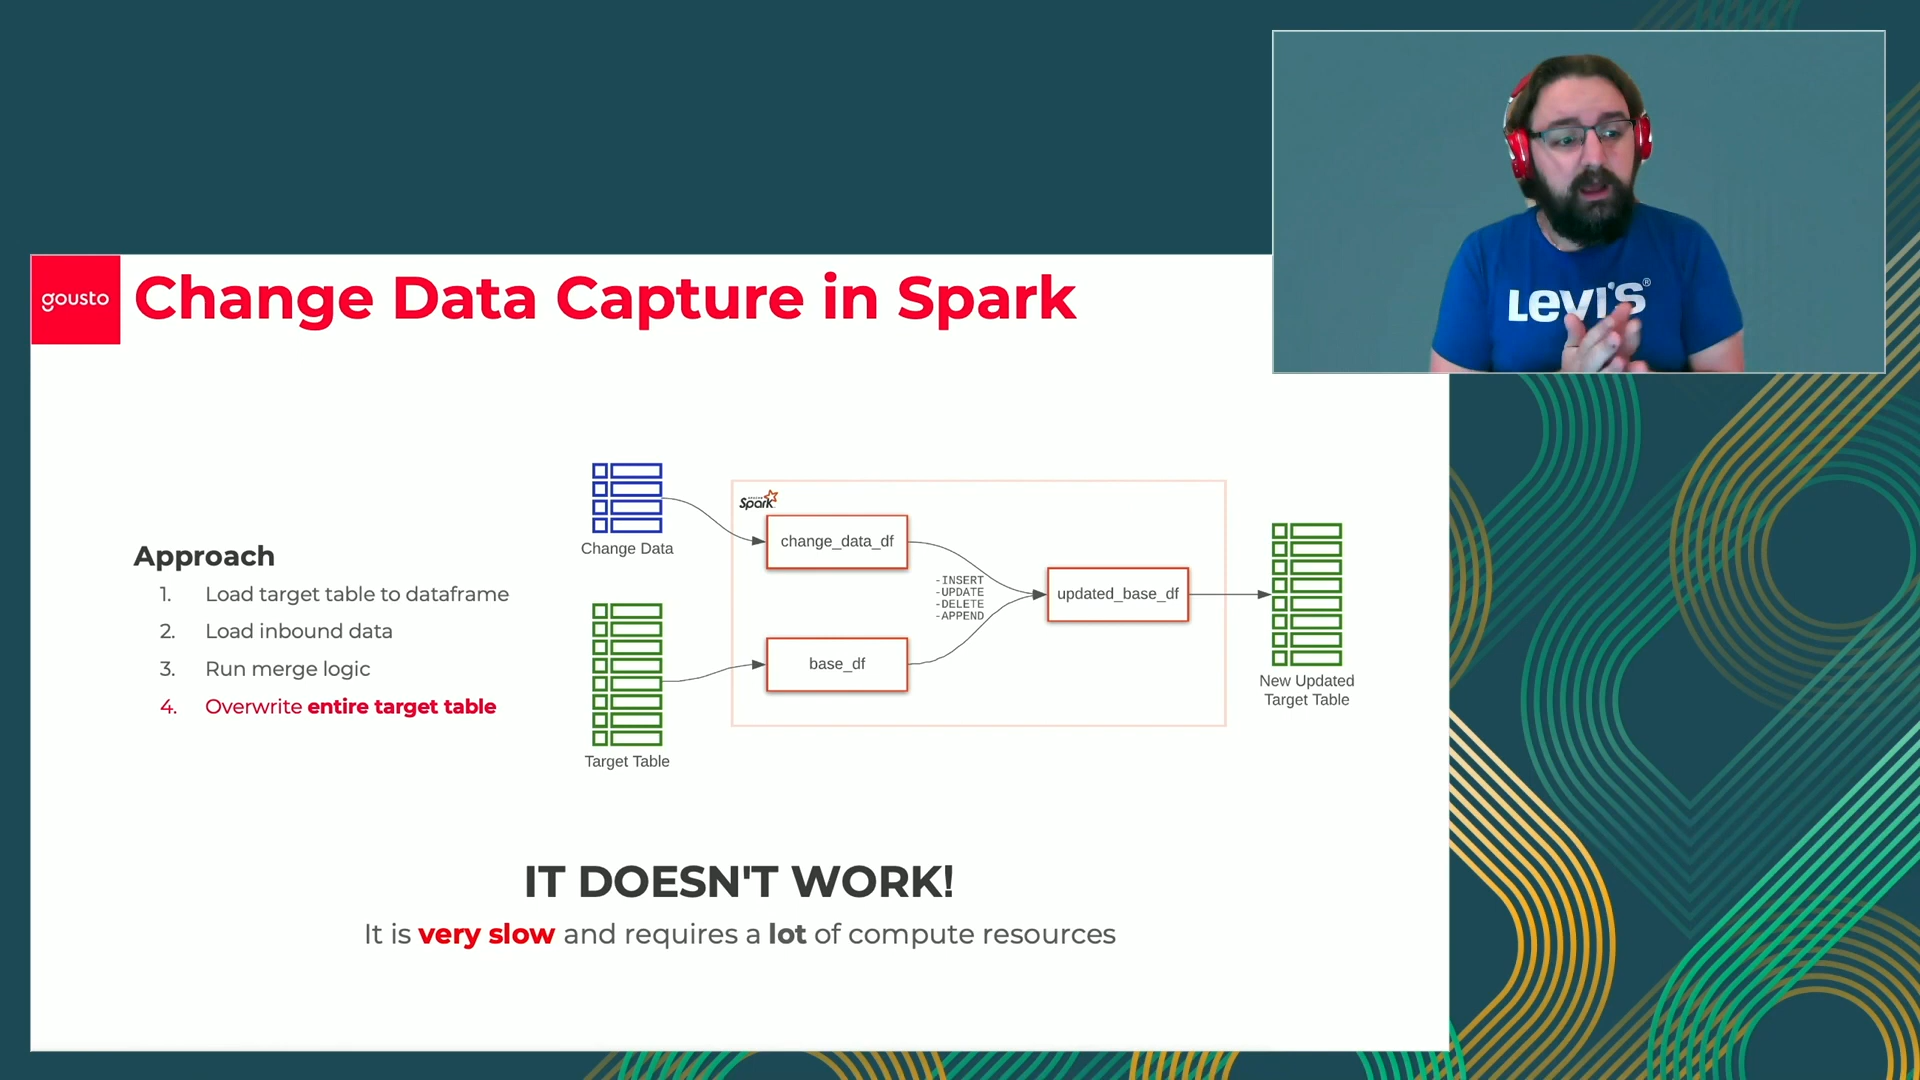 gousto
Change Data Capture in Spark
LEVI'S®
Approach
1. Load target table to dataframe
2. Load inbound data
3. Run merge logic
4. Overwrite entire target table
Change Data
Target Table
APACHE
Spark
change_data_df
-INSERT
-UPDATE
-DELETE
-APPEND
base_df
updated_base_df
New Updated
Target Table
IT DOESN'T WORK!
It is very slow and requires a lot of compute resources